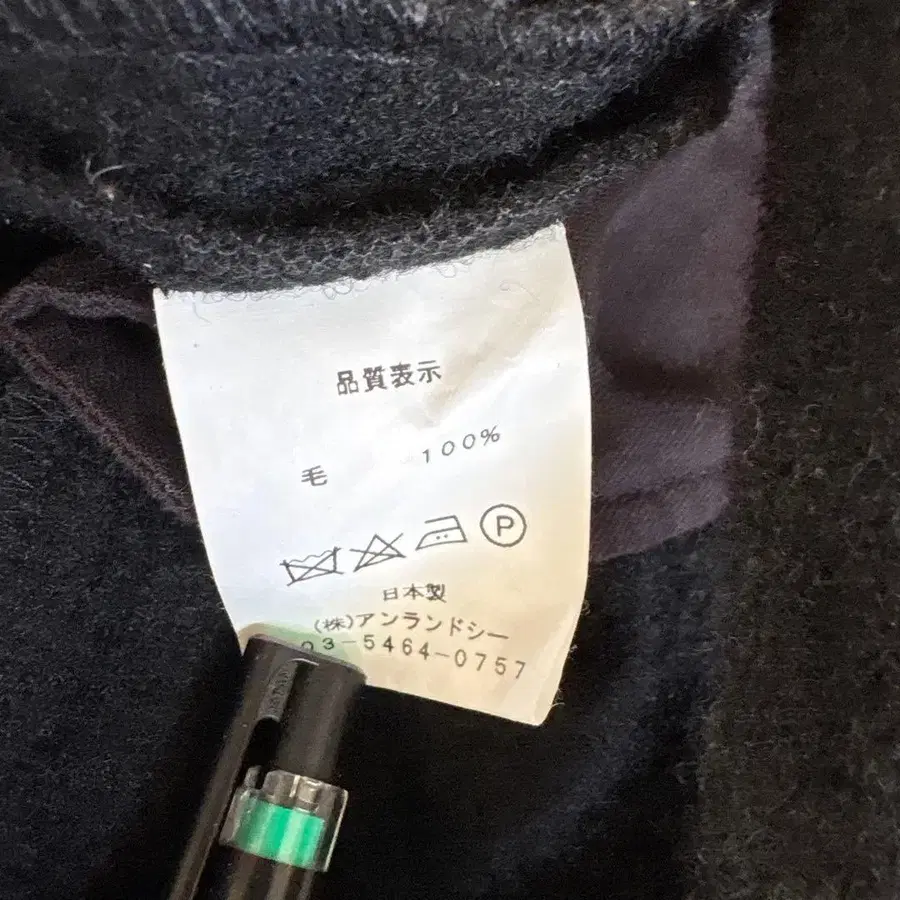 品質表示
毛 100%
P
日本製
(株)アンランドシー
03-5464-0757